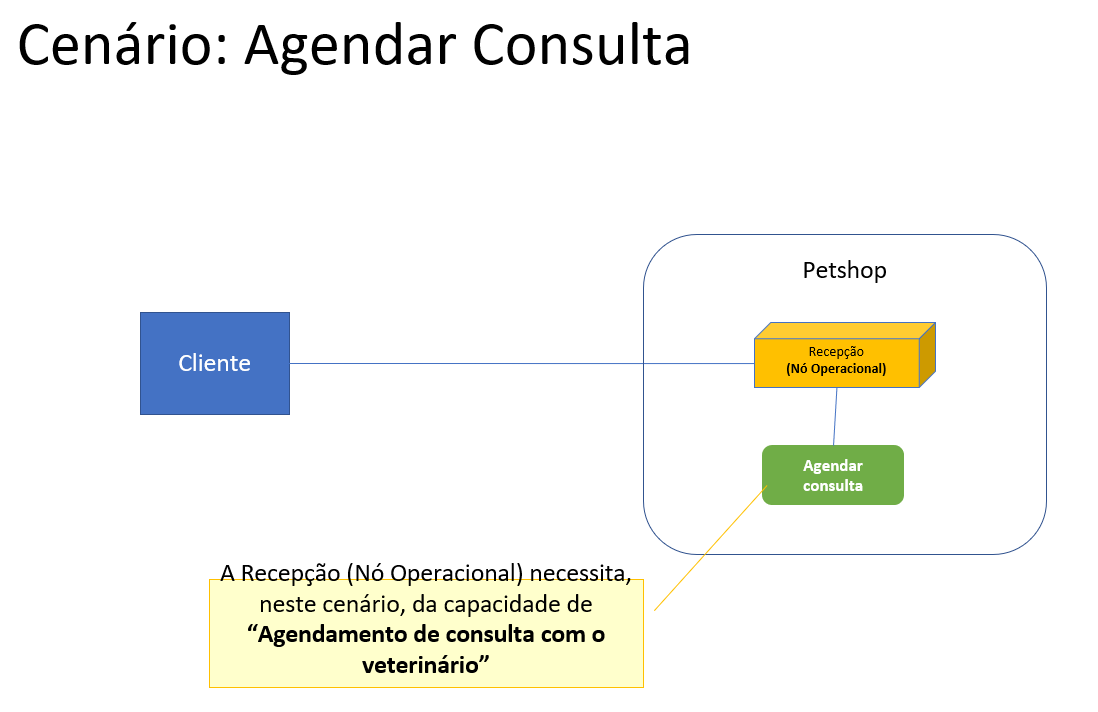 Cenário: Agendar Consulta
Petshop
Cliente
Recepção
(Nó Operacional)
Agendar
consulta
A Recepção (Nó Operacional) necessita,
neste cenário, da capacidade de
“Agendamento de consulta com o
veterinário”